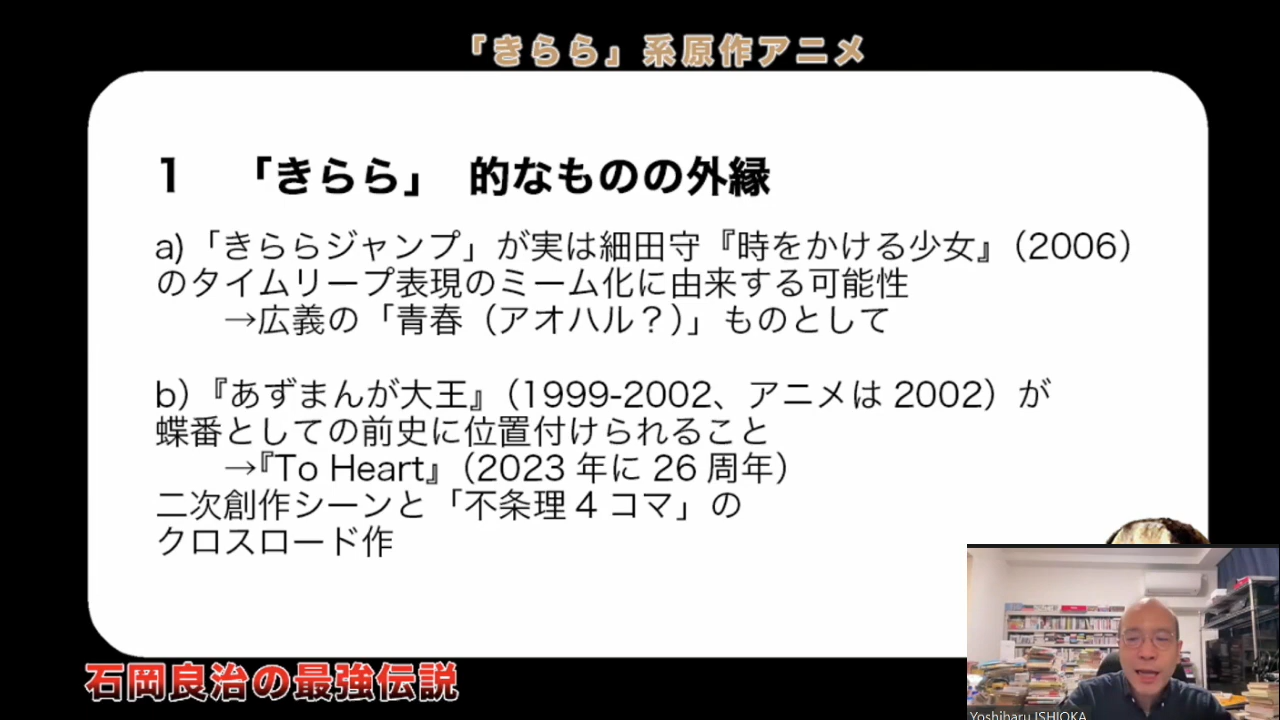 「きらら」系原作アニメ
1 「きらら」 的なものの外縁
a)「きららジャンプ」が実は細田守『時をかける少女』（2006）
のタイムリープ表現のミーム化に由来する可能性
→広義の「青春（アオハル？）」ものとして
b）『あずまんが大王』（1999-2002、アニメは 2002）が
蝶番としての前史に位置付けられること
→『To Heart』（2023 年に 26 周年）
二次創作シーンと「不条理 4 コマ」の
クロスロード作
石岡良治の最強伝説
Yoshiharu ISHIOKA